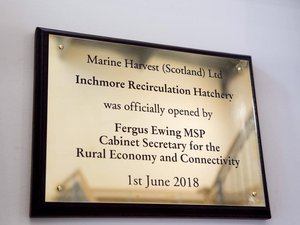 Marine Harvest (Scotland) Ltd
Inchmore Recirculation Hatchery
was officially opened by
Fergus Ewing MSP
Cabinet Secretary for the
Rural Economy and Connectivity
1st June 2018